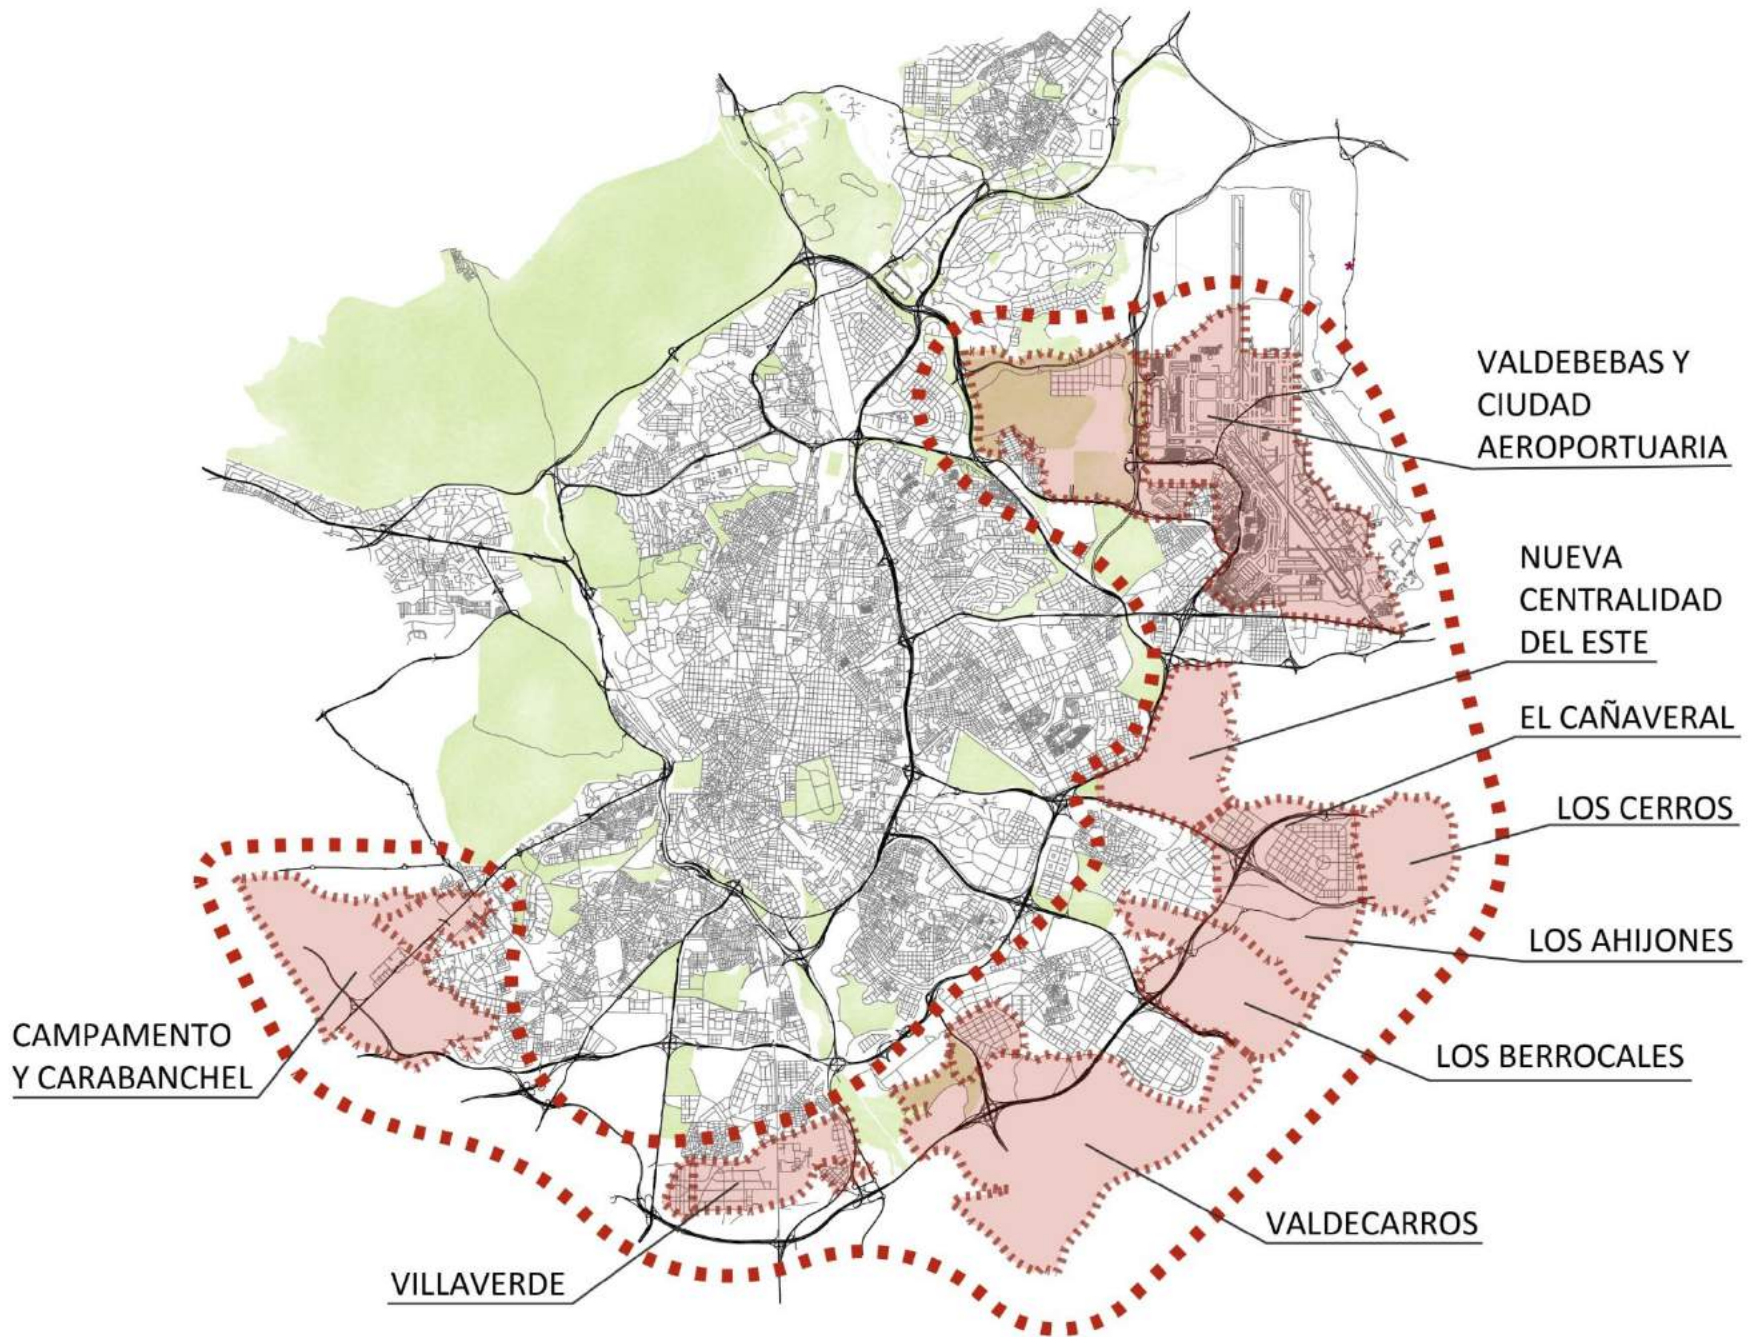 VALDEBEBAS Y
CIUDAD
AEROPORTUARIA
NUEVA
CENTRALIDAD
DEL ESTE
EL CAÑAVERAL
LOS CERROS
LOS AHIJONES
LOS BERROCALES
VALDECARROS
VILLAVERDE
CAMPAMENTO
Y CARABANCHEL